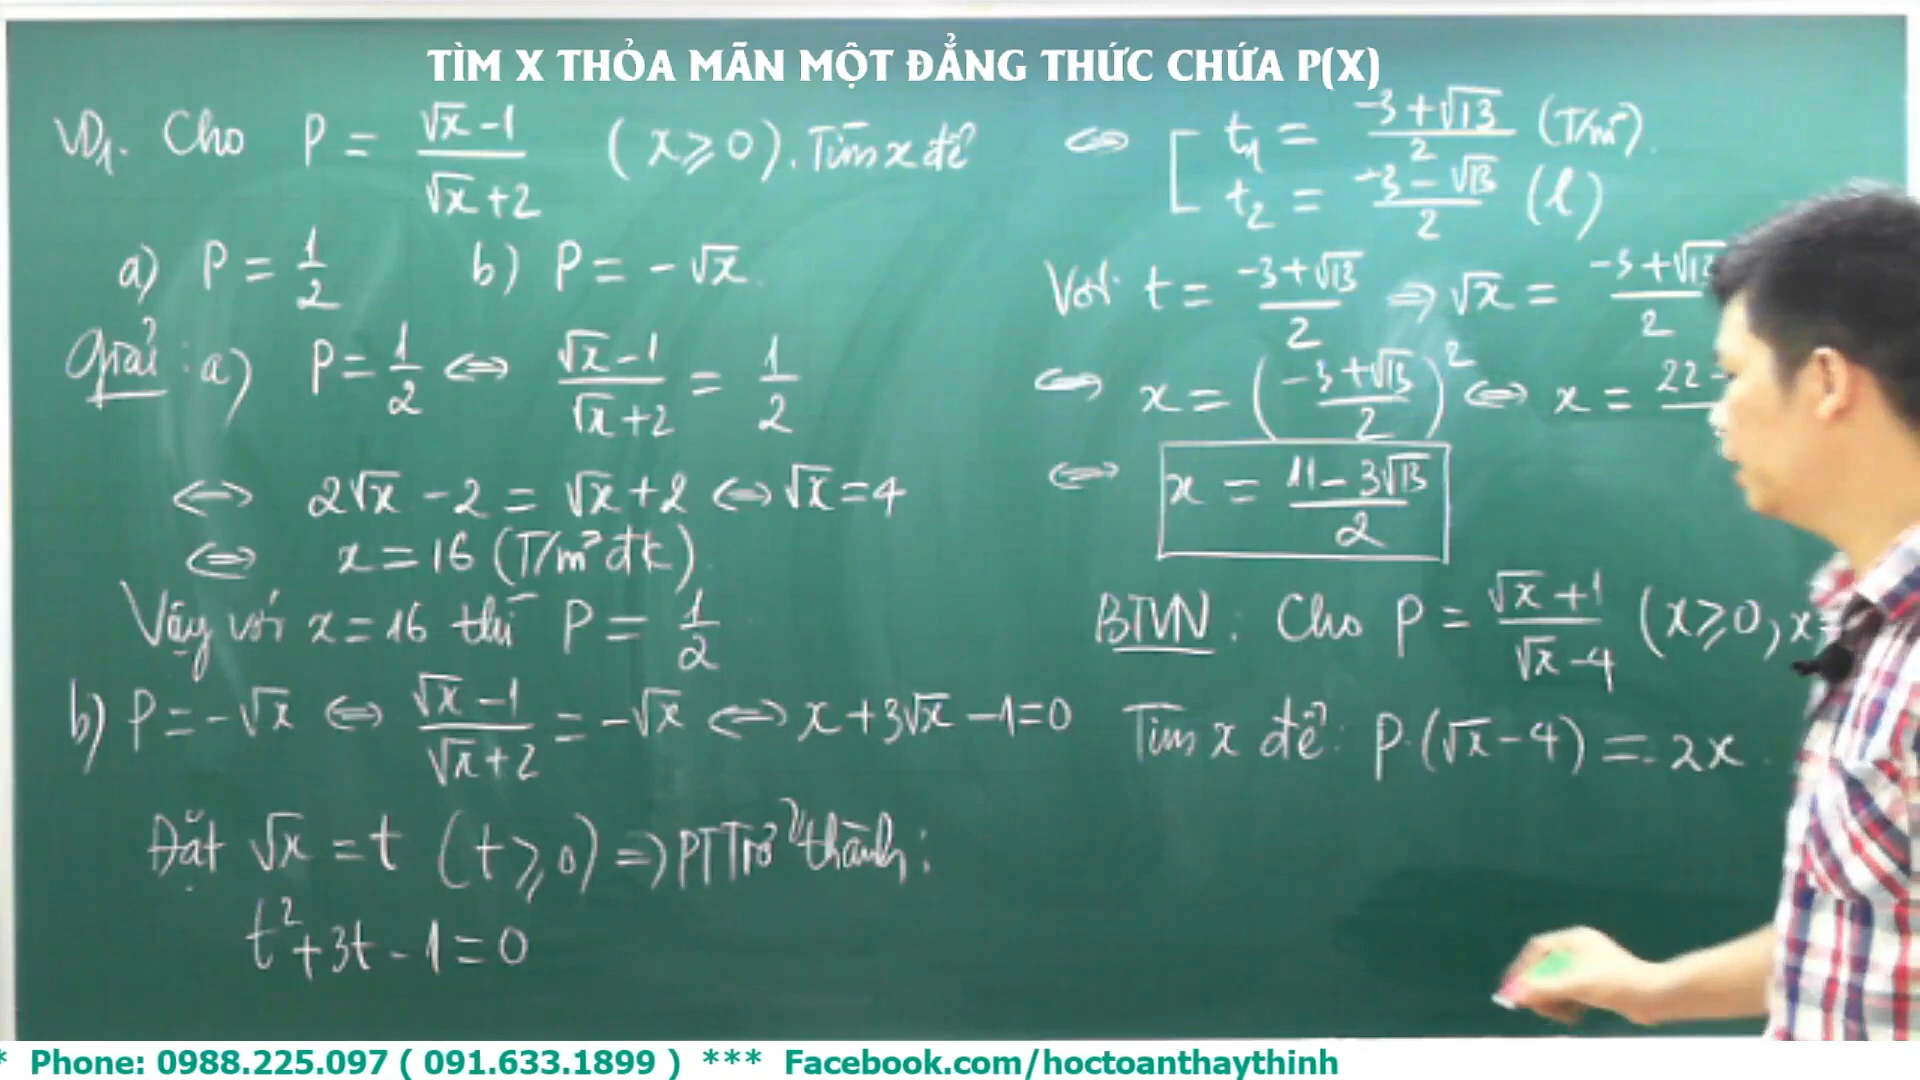 TÌM X THỎA MÃN MỘT ĐẲNG THỨC CHỨA P(X)
VD1. Cho P = (√x - 1)/(√x + 2) (x ≥ 0). Tìm x để
a) P = 1/2 b) P = -√x.
Giải: a) P = 1/2 ⇔ (√x - 1)/(√x + 2) = 1/2
⇔ 2√x - 2 = √x + 2 ⇔ √x = 4
⇔ x = 16 (T/m² đk).
Vậy với x = 16 thì P = 1/2
b) P = -√x ⇔ (√x - 1)/(√x + 2) = -√x ⇔ x + 3√x - 1 = 0
Đặt √x = t (t ≥ 0) ⇒ PT Trở thành:
t² + 3t - 1 = 0
⇔ [ t1 = (-3 + √13)/2 (T/m).
t2 = (-3 - √13)/2 (l)
Với t = (-3 + √13)/2 ⇒ √x = (-3 + √13)/2
⇔ x = ((-3 + √13)/2)² ⇔ x = 22 -
⇔ x = (11 - 3√13)/2
BTVN: Cho P = (√x + 1)/(√x - 4) (x ≥ 0, x
Tìm x để: P.(√x - 4) = 2x.
* Phone: 0988.225.097 ( 091.633.1899 ) *** Facebook.com/hoctoanthaythinh